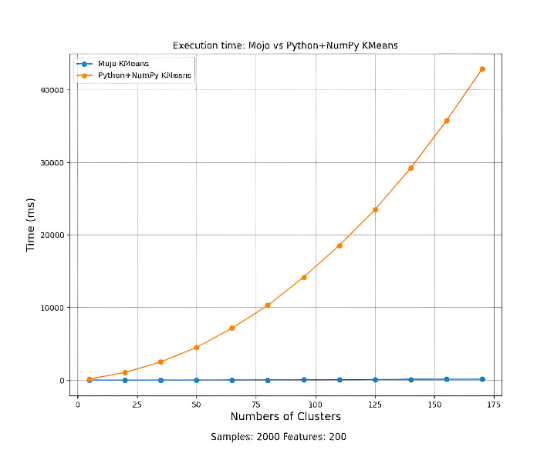 Execution time: Mojo vs Python+NumPy KMeans
Mojo KMeans
Python+NumPy KMeans
40000
30000
20000
10000
0
Time (ms)
0 25 50 75 100 125 150 175
Numbers of Clusters
Samples: 2000 Features: 200